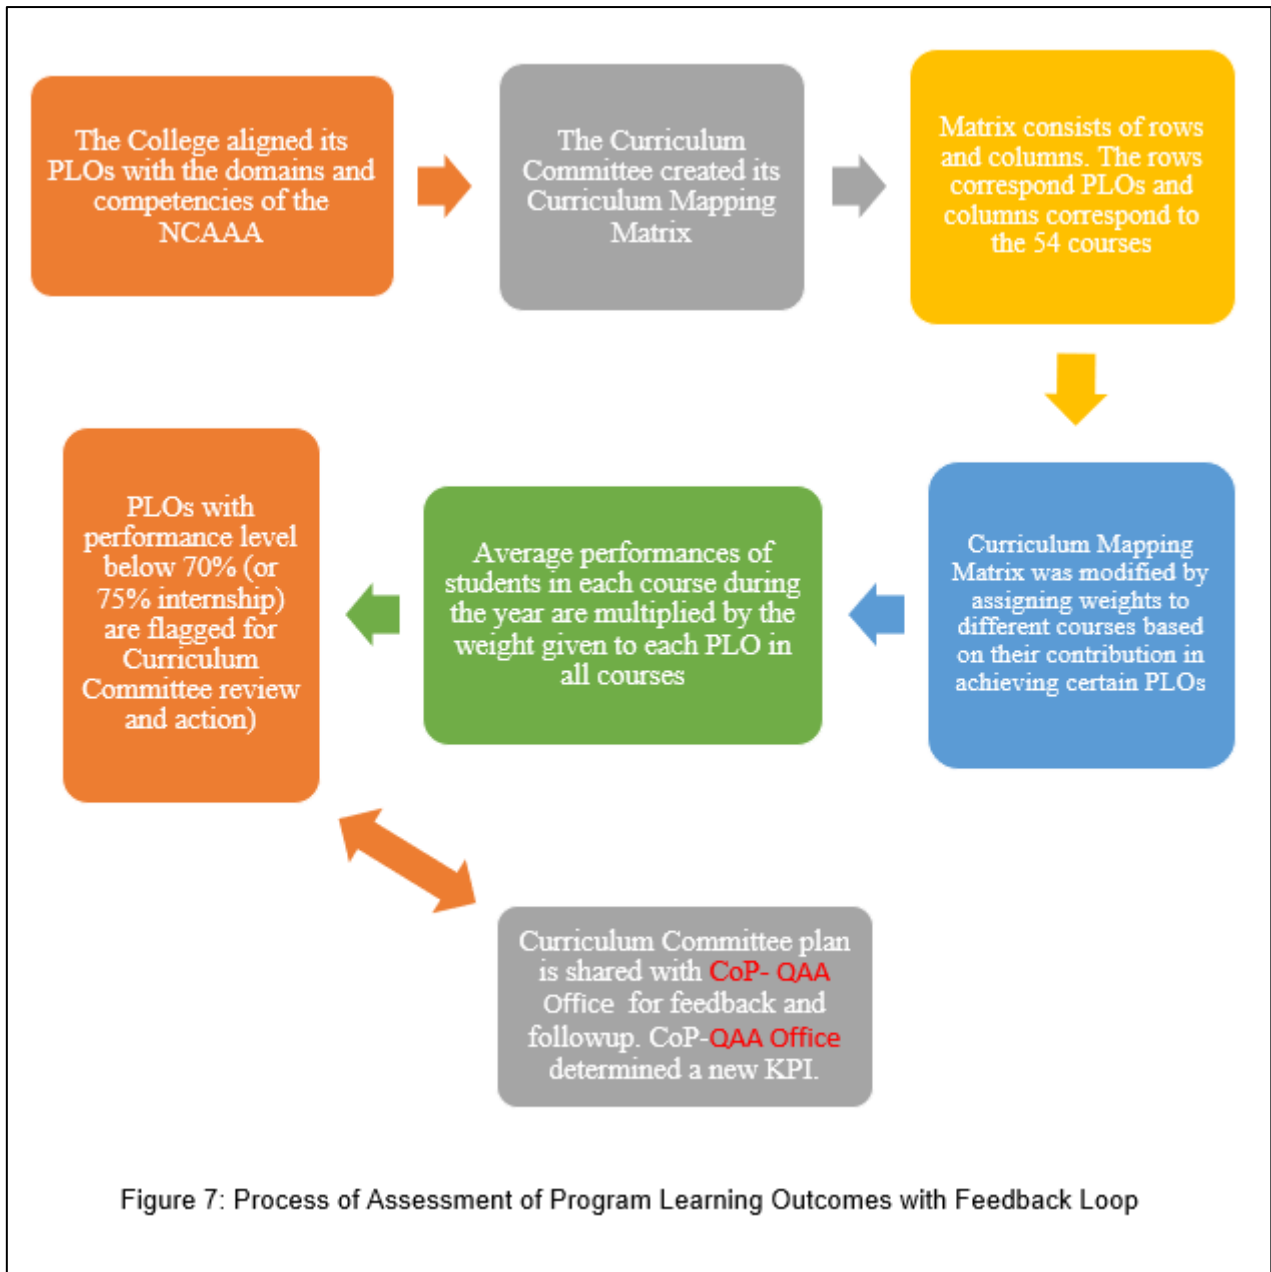 The College aligned its
PLOs with the domains and
competencies of the
NCAAA
The Curriculum
Committee created its
Curriculum Mapping
Matrix
Matrix consists of rows
and columns. The rows
correspond PLOs and
columns correspond to
the 54 courses
Curriculum Mapping
Matrix was modified by
assigning weights to
different courses based
on their contribution in
achieving certain PLOs
Average performances of
students in each course during
the year are multiplied by the
weight given to each PLO in
all courses
PLOs with
performance level
below 70% (or
75% internship)
are flagged for
Curriculum
Committee review
and action)
Curriculum Committee plan
is shared with CoP- QAA
Office for feedback and
followup. CoP-QAA Office
determined a new KPI.
Figure 7: Process of Assessment of Program Learning Outcomes with Feedback Loop